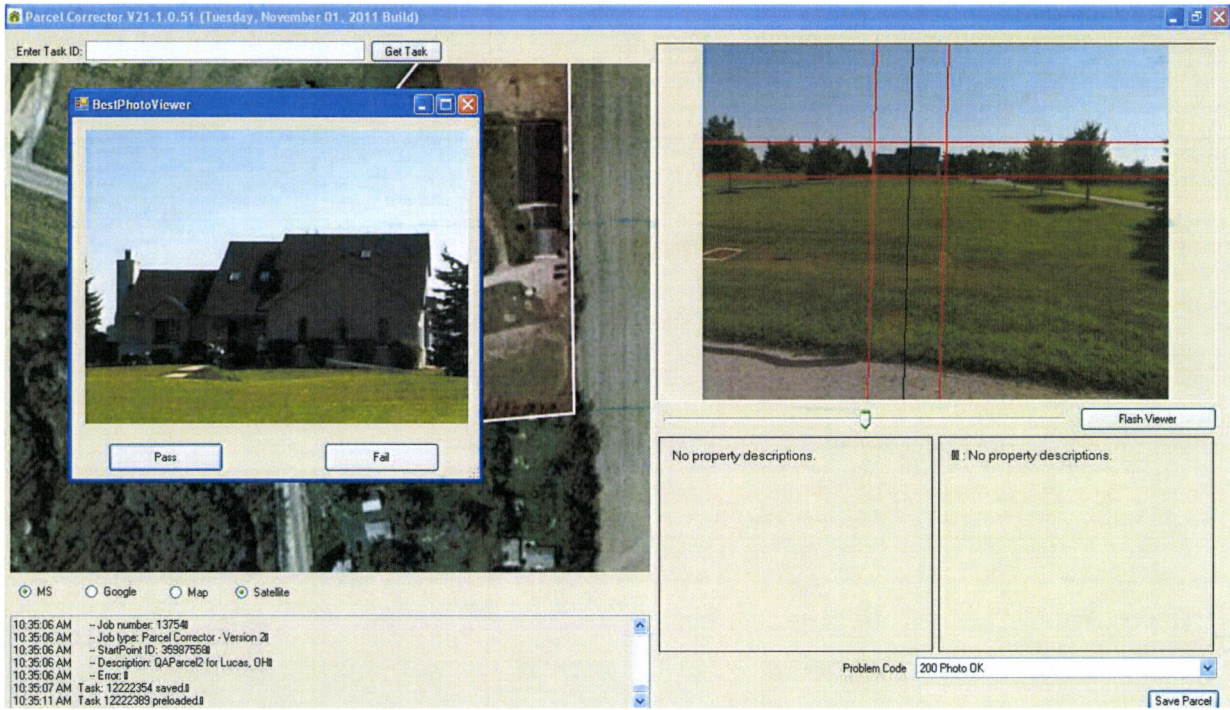 Parcel Corrector V21.1.0.51 (Tuesday, November 01, 2011 Build)
Enter Task ID:
Get Task
BestPhotoViewer
Pass
Fail
Flash Viewer
No property descriptions.
: No property descriptions.
MS
Google
Map
Satellite
10:35:06 AM -- Job number: 13754
10:35:06 AM -- Job type: Parcel Corrector - Version 2
10:35:06 AM -- StartPoint ID: 35987558
10:35:06 AM -- Description: QAParcel2 for Lucas, OH
10:35:06 AM -- Error:
10:35:07 AM Task: 12222354 saved.
10:35:11 AM Task 12222389 preloaded.
Problem Code
200 Photo OK
Save Parcel